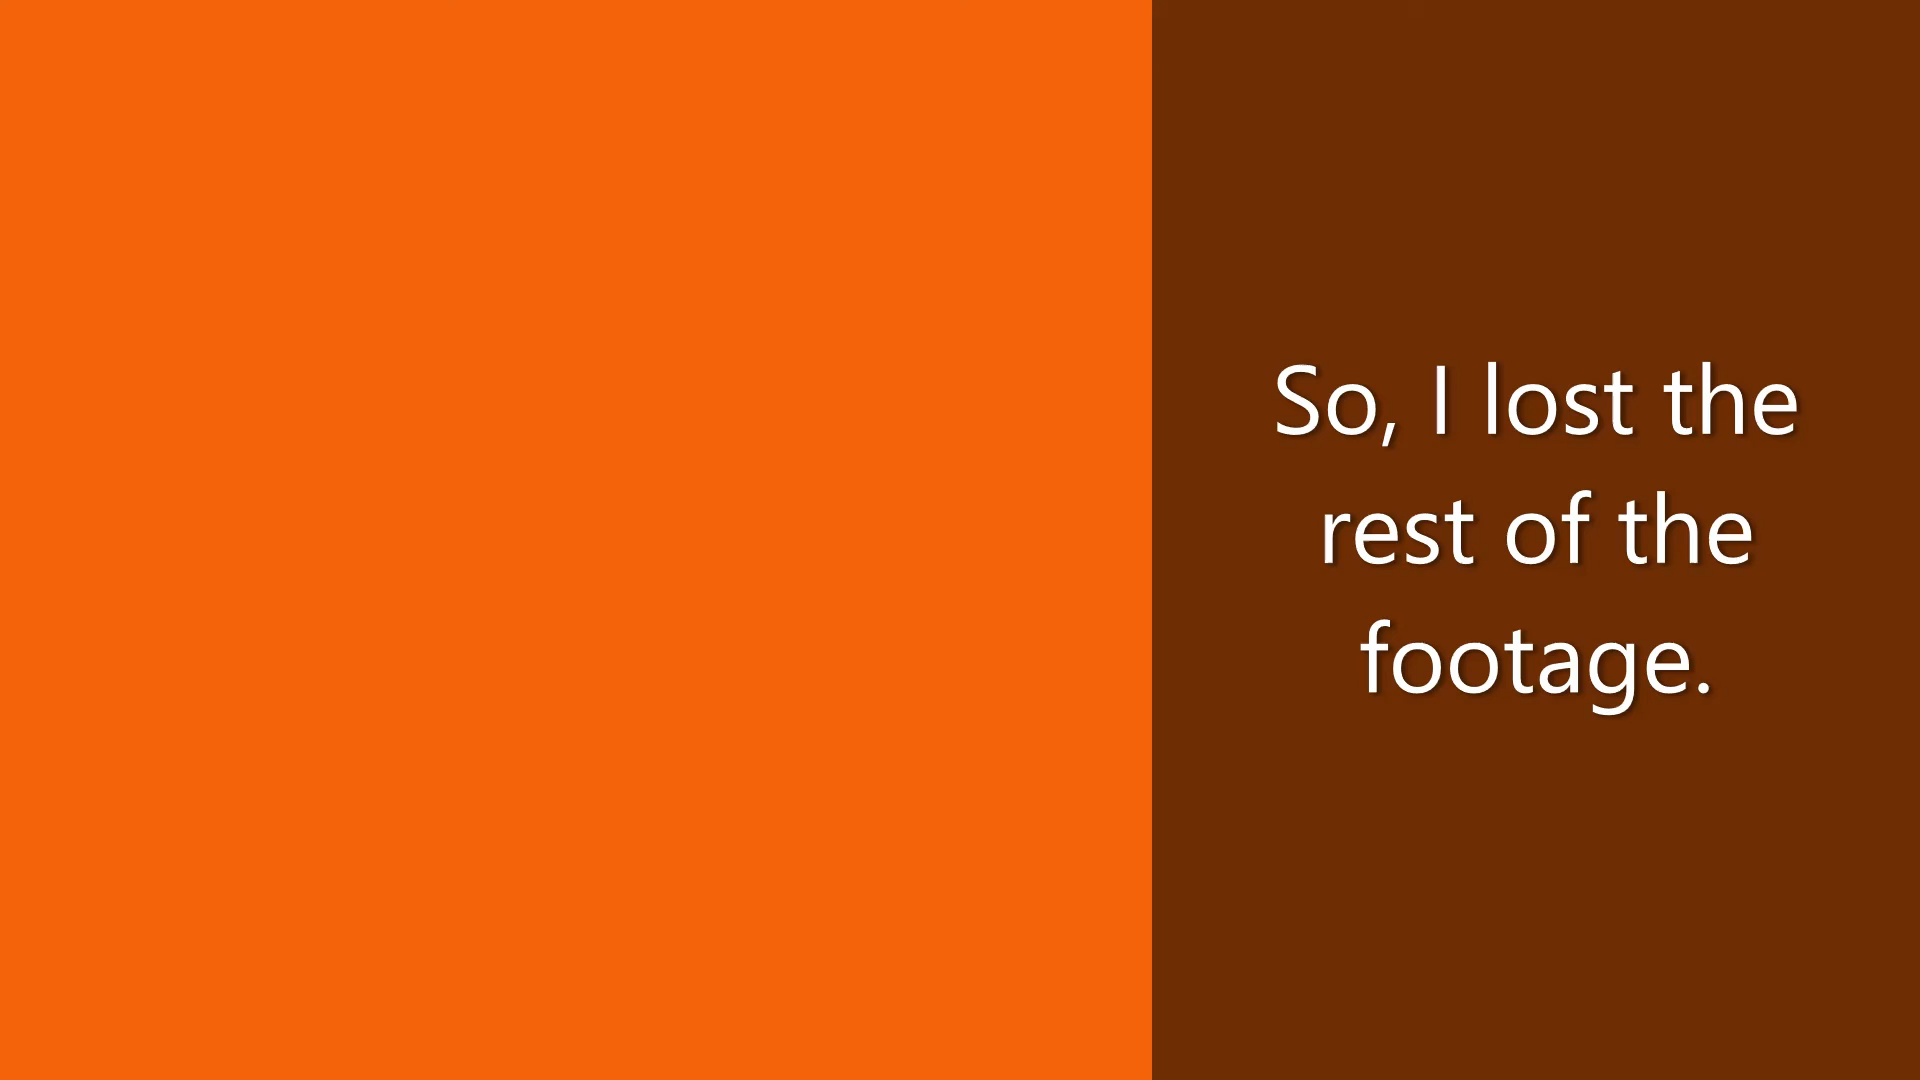 So, I lost the
rest of the
footage.